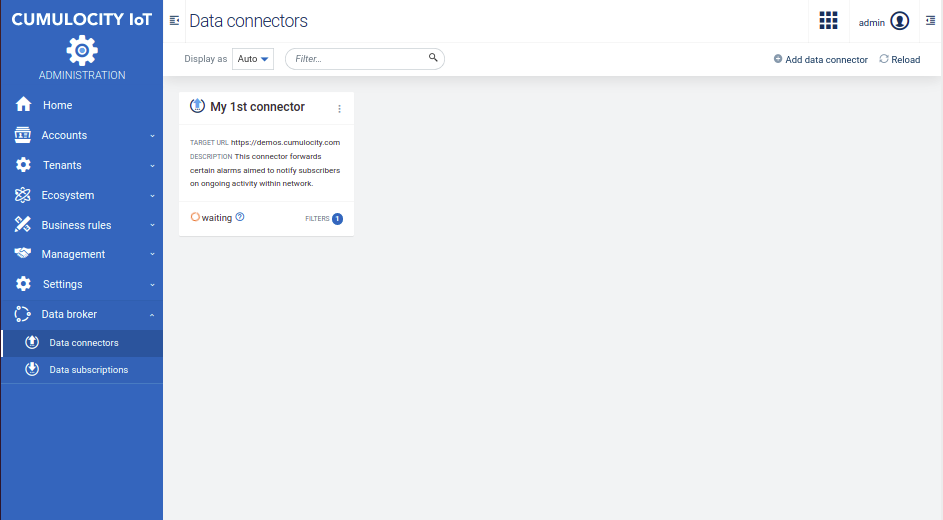 CUMULOCITY IoT
ADMINISTRATION
Home
Accounts
Tenants
Ecosystem
Business rules
Management
Settings
Data broker
Data connectors
Data subscriptions
Data connectors
admin
Display as Auto Filter...
Add data connector Reload
My 1st connector
TARGET URL https://demos.cumulocity.com
DESCRIPTION This connector forwards
certain alarms aimed to notify subscribers
on ongoing activity within network.
waiting FILTERS 1